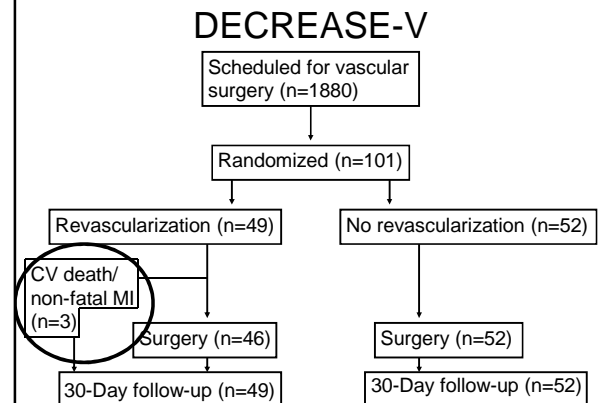 DECREASE-V
Scheduled for vascular
surgery (n=1880)
Randomized (n=101)
Revascularization (n=49)
No revascularization (n=52)
CV death/
non-fatal MI
(n=3)
Surgery (n=46)
Surgery (n=52)
30-Day follow-up (n=49)
30-Day follow-up (n=52)